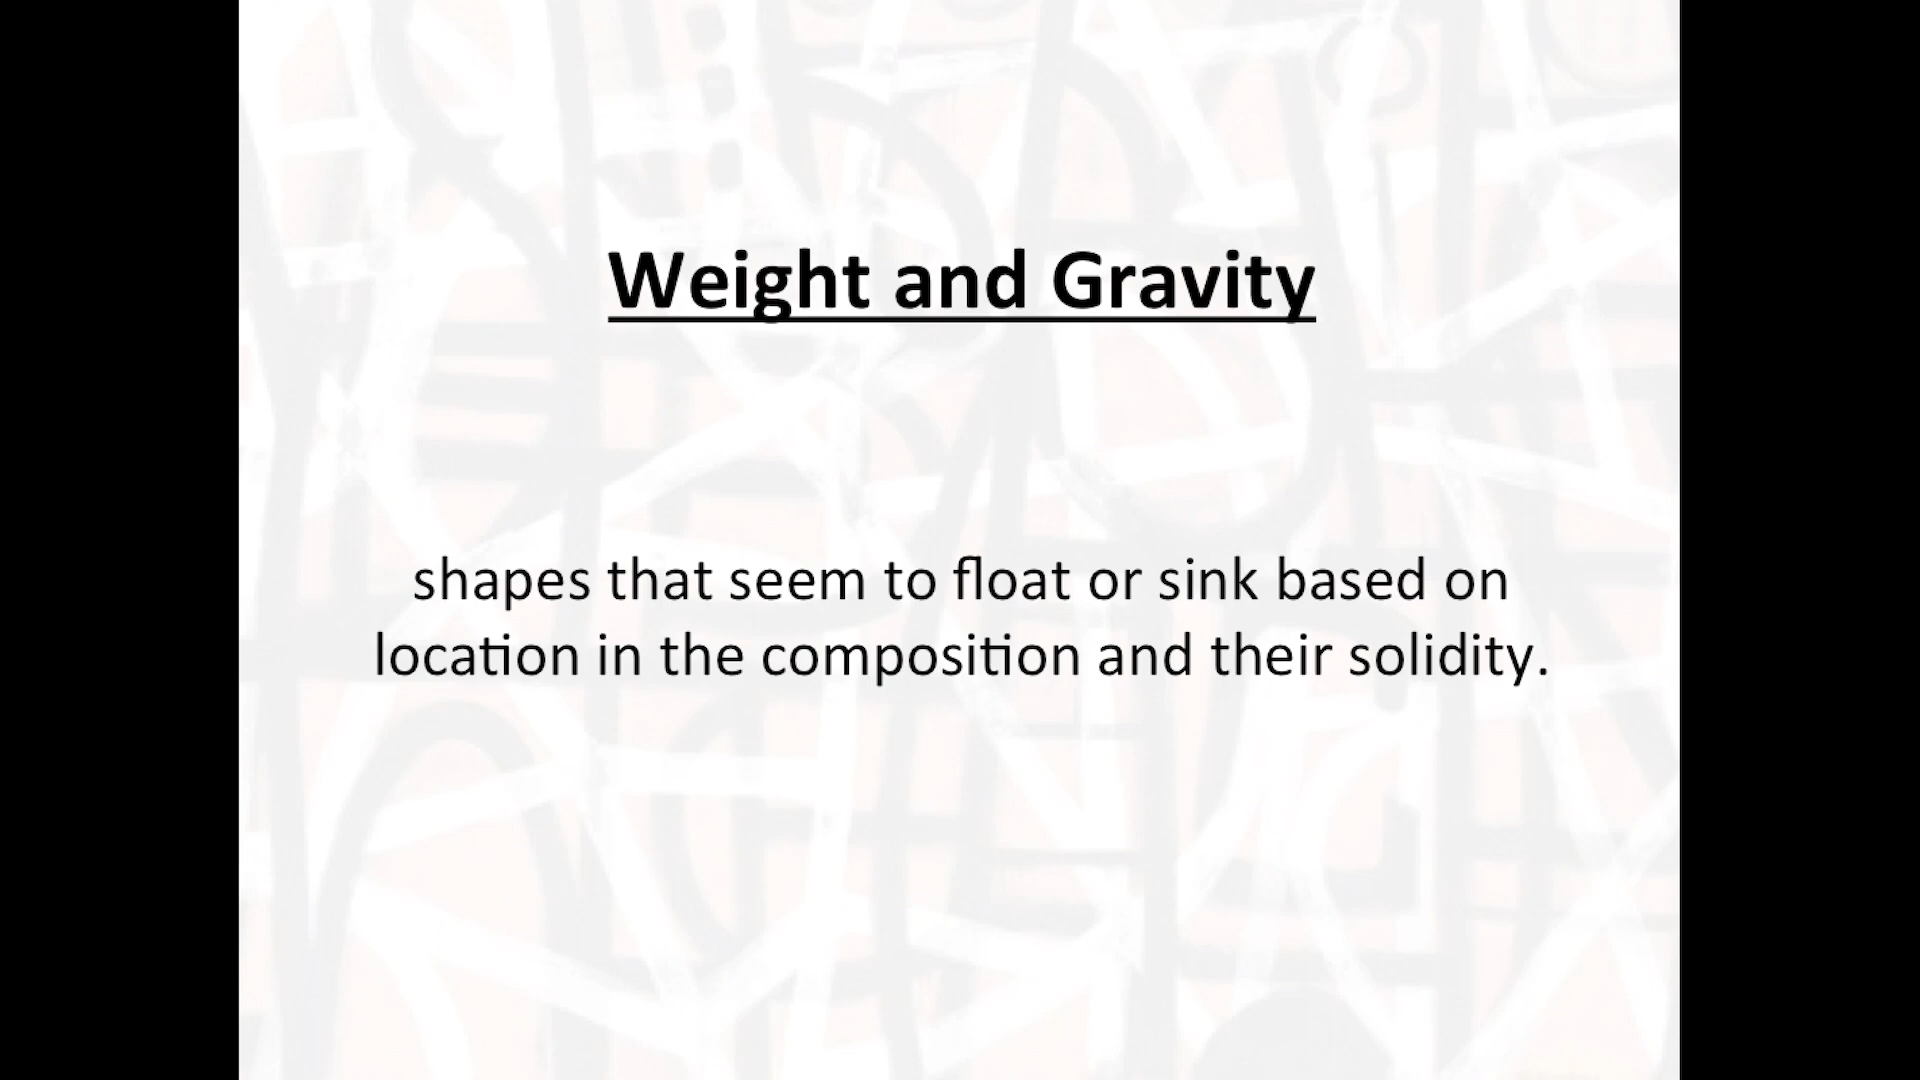 Weight and Gravity
shapes that seem to float or sink based on
location in the composition and their solidity.